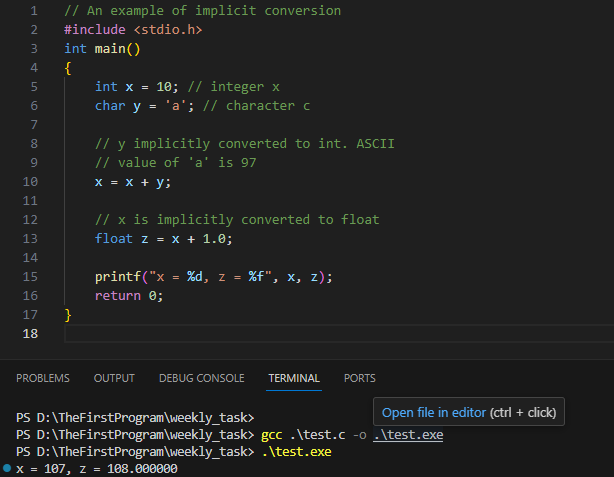 1 // An example of implicit conversion
2 #include <stdio.h>
3 int main()
4 {
5     int x = 10; // integer x
6     char y = 'a'; // character c
7
8     // y implicitly converted to int. ASCII
9     // value of 'a' is 97
10     x = x + y;
11
12     // x is implicitly converted to float
13     float z = x + 1.0;
14
15     printf("x = %d, z = %f", x, z);
16     return 0;
17 }
18
PROBLEMS OUTPUT DEBUG CONSOLE TERMINAL PORTS
Open file in editor (ctrl + click)
PS D:\TheFirstProgram\weekly_task>
PS D:\TheFirstProgram\weekly_task> gcc .\test.c -o .\test.exe
PS D:\TheFirstProgram\weekly_task> .\test.exe
x = 107, z = 108.000000